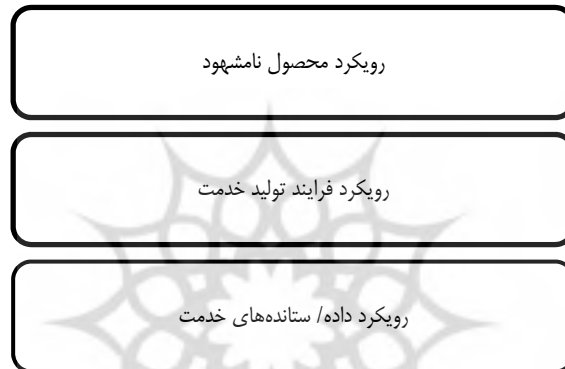 رویکرد محصول نامشهود
رویکرد فرایند تولید خدمت
رویکرد داده/ ستانده‌های خدمت